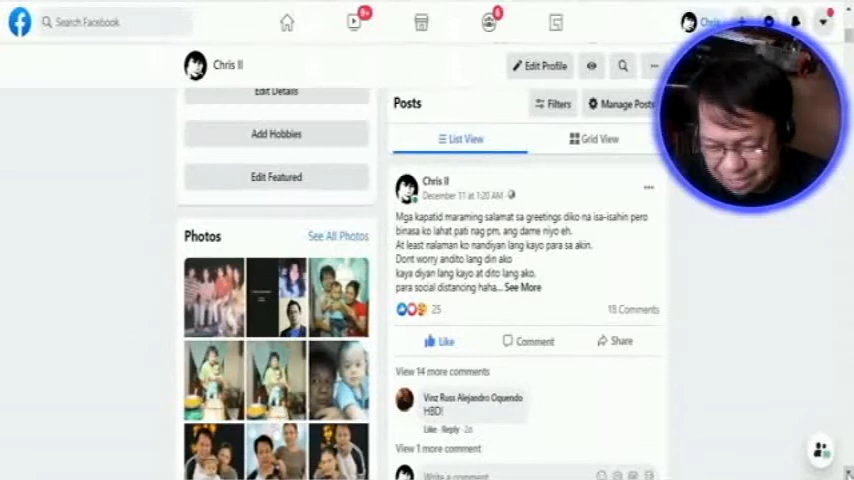 Search Facebook
9+
6
Chris
Chris II
Edit Profile
Edit Details
Add Hobbies
Edit Featured
Photos
See All Photos
Posts
Filters
Manage Posts
List View
Grid View
Chris II
December 11 at 1:20 AM
Mga kapatid maraming salamat sa greetings diko na isa-isahin pero
binasa ko lahat pati nag pm, ang dame niyo eh.
At least nalaman ko nandiyan lang kayo para sa akin.
Dont worry andito lang din ako
kaya diyan lang kayo at dito lang ako,
para social distancing haha... See More
25
18 Comments
Like
Comment
Share
View 14 more comments
Vinz Russ Alejandro Oquendo
HBD!
Like · Reply · 2d
View 1 more comment
Write a comment...